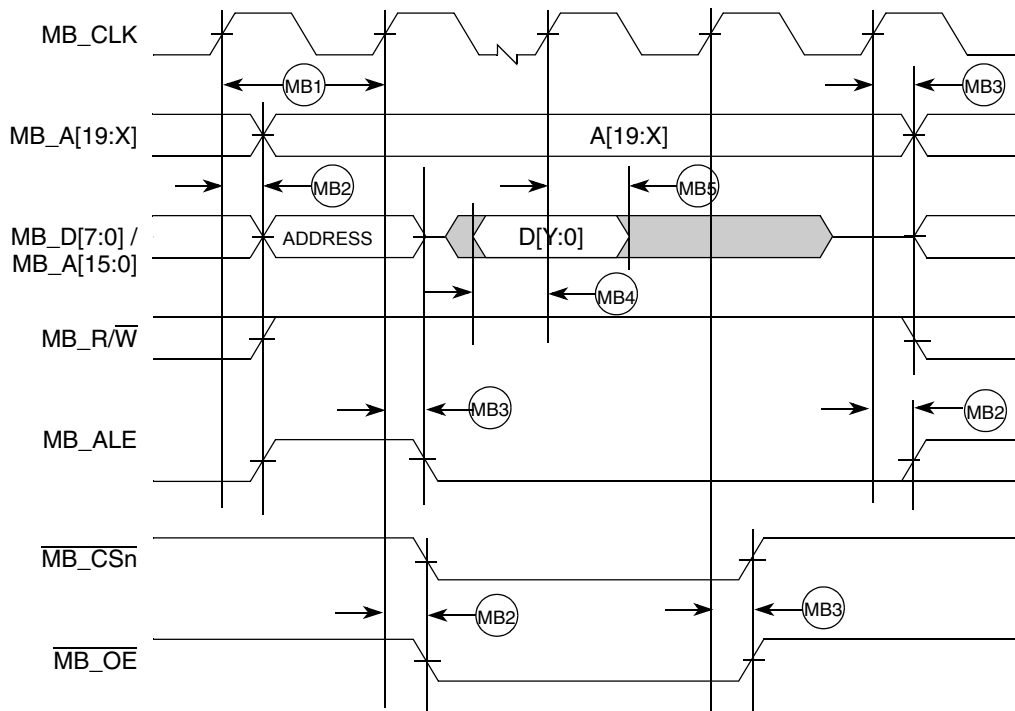 MB_CLK
MB1
MB3
MB_A[19:X]
A[19:X]
MB2
MB5
MB_D[7:0] /
MB_A[15:0]
ADDRESS
D[Y:0]
MB4
MB_R/W̅
MB3
MB2
MB_ALE
MB_CSn
MB2
MB3
MB_OE